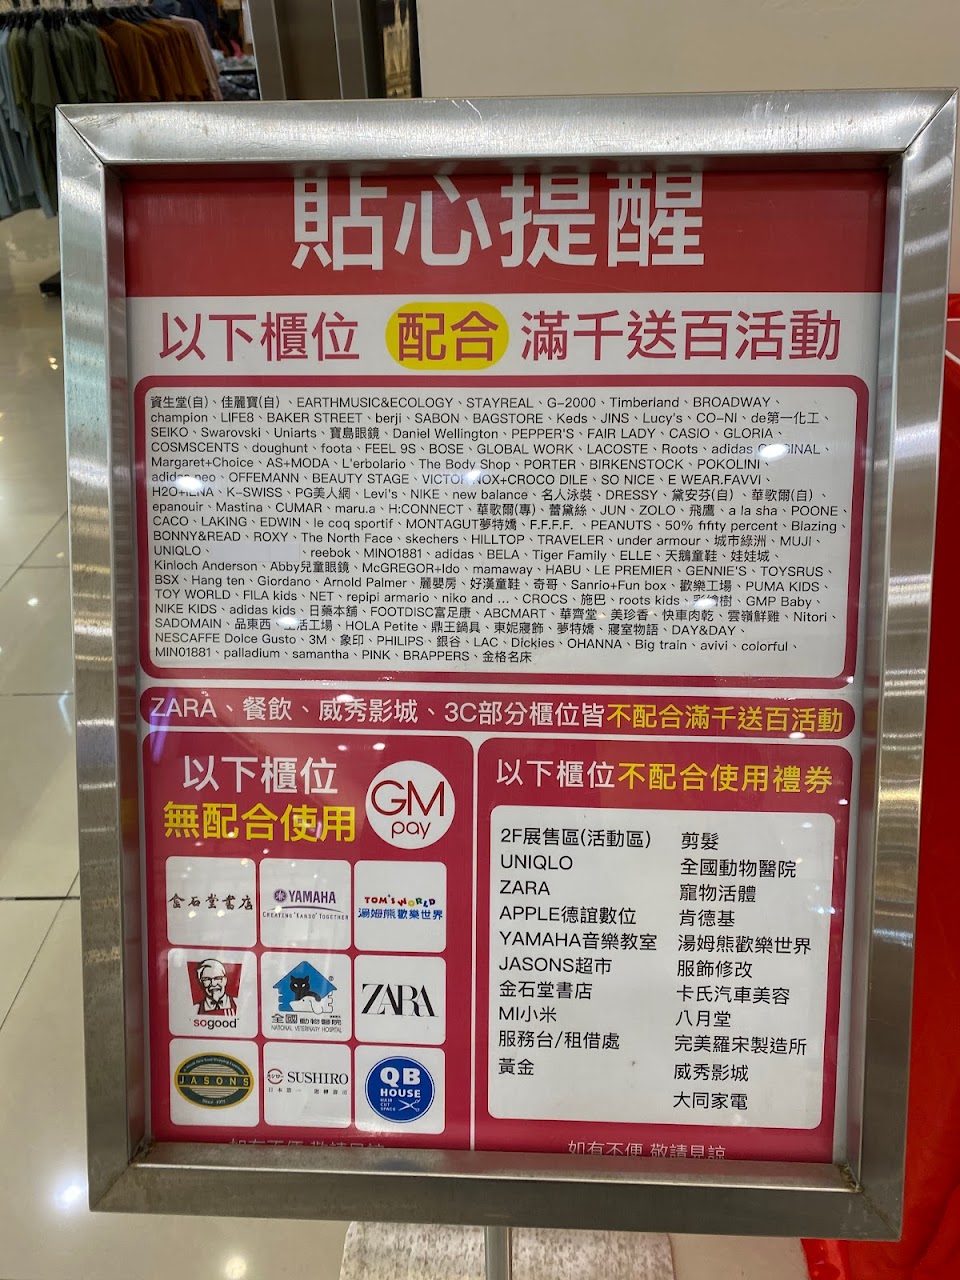 貼心提醒
以下櫃位 配合 滿千送百活動
資生堂(自)、佳麗寶(自)、EARTHMUSIC&ECOLOGY、STAYREAL、G-2000、Timberland、BROADWAY、
champion、LIFE8、BAKER STREET、berji、SABON、BAGSTORE、Keds、JINS、Lucy's、CO-NI、de第一化工、
SEIKO、Swarovski、Uniarts、寶島眼鏡、Daniel Wellington、PEPPER'S、FAIR LADY、CASIO、GLORIA、
COSMSCENTS、doughunt、foota、FEEL 9S、BOSE、GLOBAL WORK、LACOSTE、Roots、adidas
Margaret+Choice、AS+MODA、L'erbolario、The Body Shop、PORTER、BIRKENSTOCK、POKOLINI、
adidas neo、OFFEMANN、BEAUTY STAGE、CROCO DILE、SO NICE、E WEAR.FAVVI、
K-SWISS、PG美人網、Levi's、NIKE、new balance、名人泳裝、DRESSY、黛安芬(自)、華歌爾(自)、
epanouir、Mastina、CUMAR、maru.a、H:CONNECT、華歌爾(專)、蕾黛絲、JUN、ZOLO、飛鷹、a la sha、POONE、
CACO、LAKING、EDWIN、le coq sportif、MONTAGUT夢特嬌、F.F.F.F.、PEANUTS、50% fifity percent、Blazing、
BONNY&READ、ROXY、The North Face、skechers、HILLTOP、TRAVELER、under armour、城市綠洲、MUJI、
UNIQLO、reebok、MINO1881、adidas、BELA、Tiger Family、ELLE、天鵝童鞋、娃娃城、
Kinloch Anderson、Abby兒童眼鏡、McGREGOR+Ido、mamaway、HABU、LE PREMIER、GENNIE'S、TOYSRUS、
BSX、Hang ten、Giordano、Arnold Palmer、麗嬰房、好漢童鞋、奇哥、Sanrio+Fun box、歡樂工場、PUMA KIDS、
TOY WORLD、FILA kids、NET、repipi armario、niko and ...、CROCS、施巴、roots kids、GMP Baby、
NIKE KIDS、adidas kids、日藥本舖、FOOTDISC富足康、ABCMART、華齊堂、美珍香、快車肉乾、雲嶺鮮雞、Nitori、
SADOMAIN、品東西、生活工場、HOLA Petite、鼎王鍋具、東妮寢飾、夢特嬌、寢室物語、DAY&DAY、
NESCAFFE Dolce Gusto、3M、象印、PHILIPS、銀谷、LAC、Dickies、OHANNA、Big train、avivi、colorful、
MIN01881、palladium、samantha、PINK、BRAPPERS、金格名床
ZARA、餐飲、威秀影城、3C部分櫃位皆不配合滿千送百活動
以下櫃位
無配合使用
GM
pay
金石堂書店
YAMAHA
CREATING "KANDO" TOGETHER
TOM'S WORLD
湯姆熊歡樂世界
sogood
全國動物醫院
NATIONAL VETERINARY HOSPITAL
ZARA
JASONS
SUSHIRO
QB
HOUSE
HAIR
CUT
SPACE
以下櫃位不配合使用禮券
2F展售區(活動區)
UNIQLO
ZARA
APPLE德誼數位
YAMAHA音樂教室
JASONS超市
金石堂書店
MI小米
服務台/租借處
黃金
剪髮
全國動物醫院
寵物活體
肯德基
湯姆熊歡樂世界
服飾修改
卡氏汽車美容
八月堂
完美羅宋製造所
威秀影城
大同家電
如有不便 敬請見諒